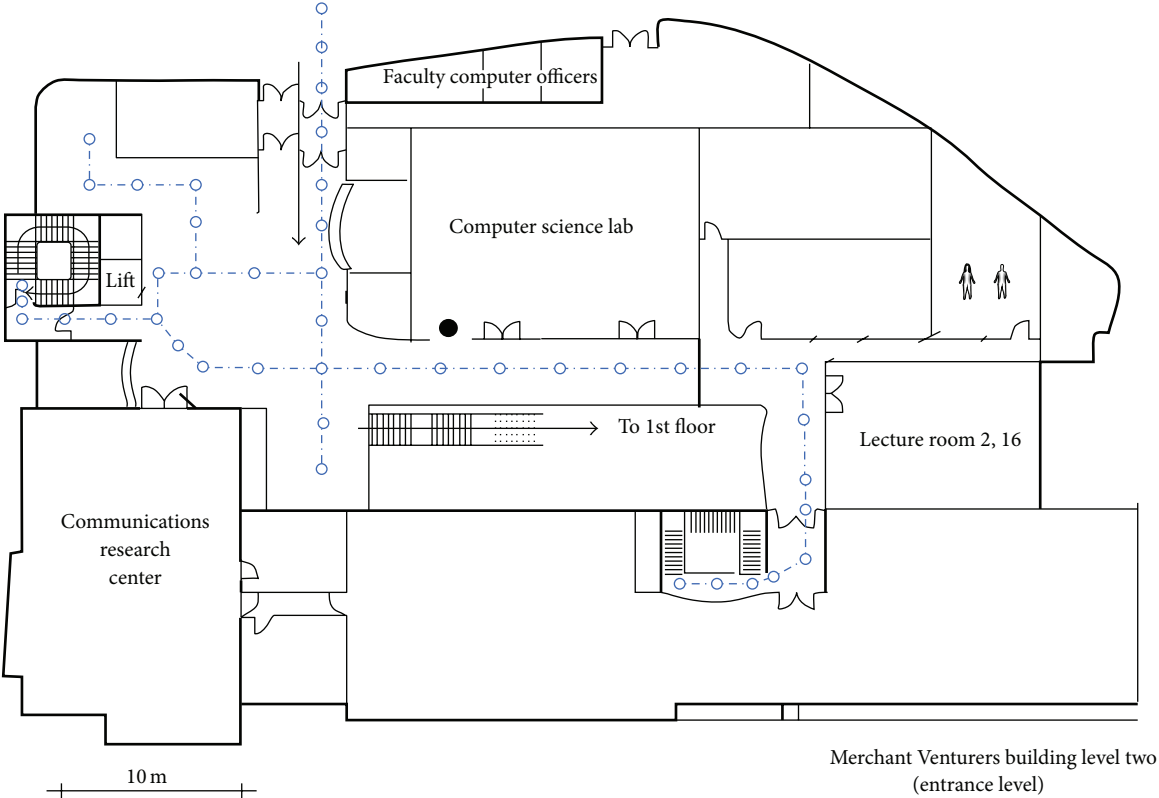 Faculty computer officers
Computer science lab
Lift
To 1st floor
Lecture room 2, 16
Communications
research
center
Merchant Venturers building level two
(entrance level)
10 m